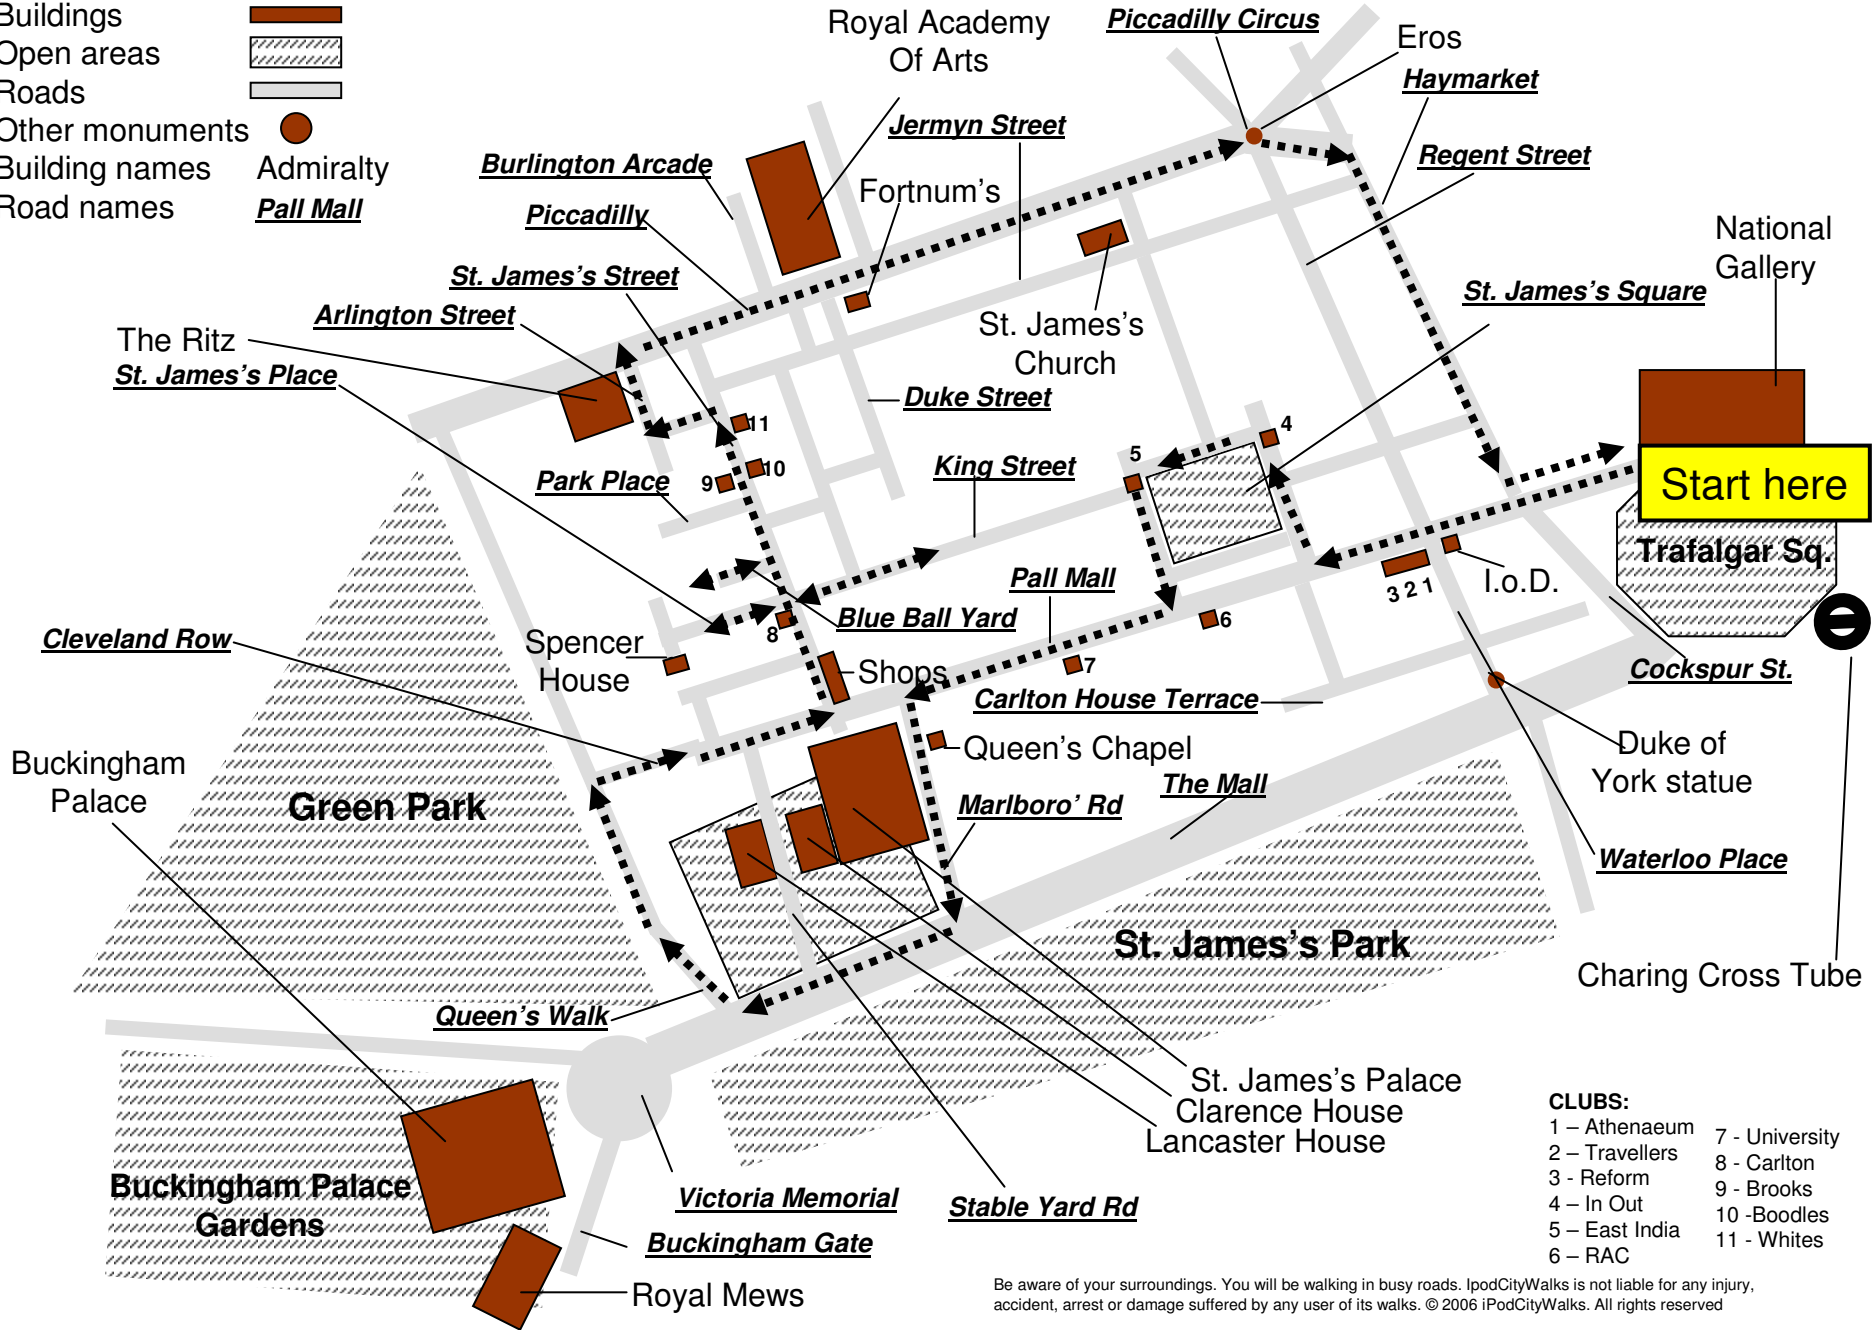 Buildings
Open areas
Roads
Other monuments
Building names Admiralty
Road names Pall Mall
Royal Academy
Of Arts
Piccadilly Circus
Eros
Haymarket
Jermyn Street
Burlington Arcade
Regent Street
Fortnum's
Piccadilly
National
Gallery
St. James's Street
St. James's Square
Arlington Street
St. James's
Church
The Ritz
St. James's Place
Duke Street
11
4
10
5
King Street
Park Place
9
Start here
Trafalgar Sq.
Pall Mall
I.o.D.
3 2 1
Blue Ball Yard
8
6
Cleveland Row
Spencer
House
Shops
7
Cockspur St.
Carlton House Terrace
Queen's Chapel
Duke of
York statue
Buckingham
Palace
The Mall
Green Park
Marlboro' Rd
Waterloo Place
St. James's Park
Charing Cross Tube
Queen's Walk
St. James's Palace
Clarence House
Lancaster House
Buckingham Palace
Gardens
Victoria Memorial
Stable Yard Rd
Buckingham Gate
Royal Mews
CLUBS:
1 – Athenaeum
2 – Travellers
3 - Reform
4 – In Out
5 – East India
6 – RAC
7 - University
8 - Carlton
9 - Brooks
10 -Boodles
11 - Whites
Be aware of your surroundings. You will be walking in busy roads. IpodCityWalks is not liable for any injury,
accident, arrest or damage suffered by any user of its walks. © 2006 iPodCityWalks. All rights reserved